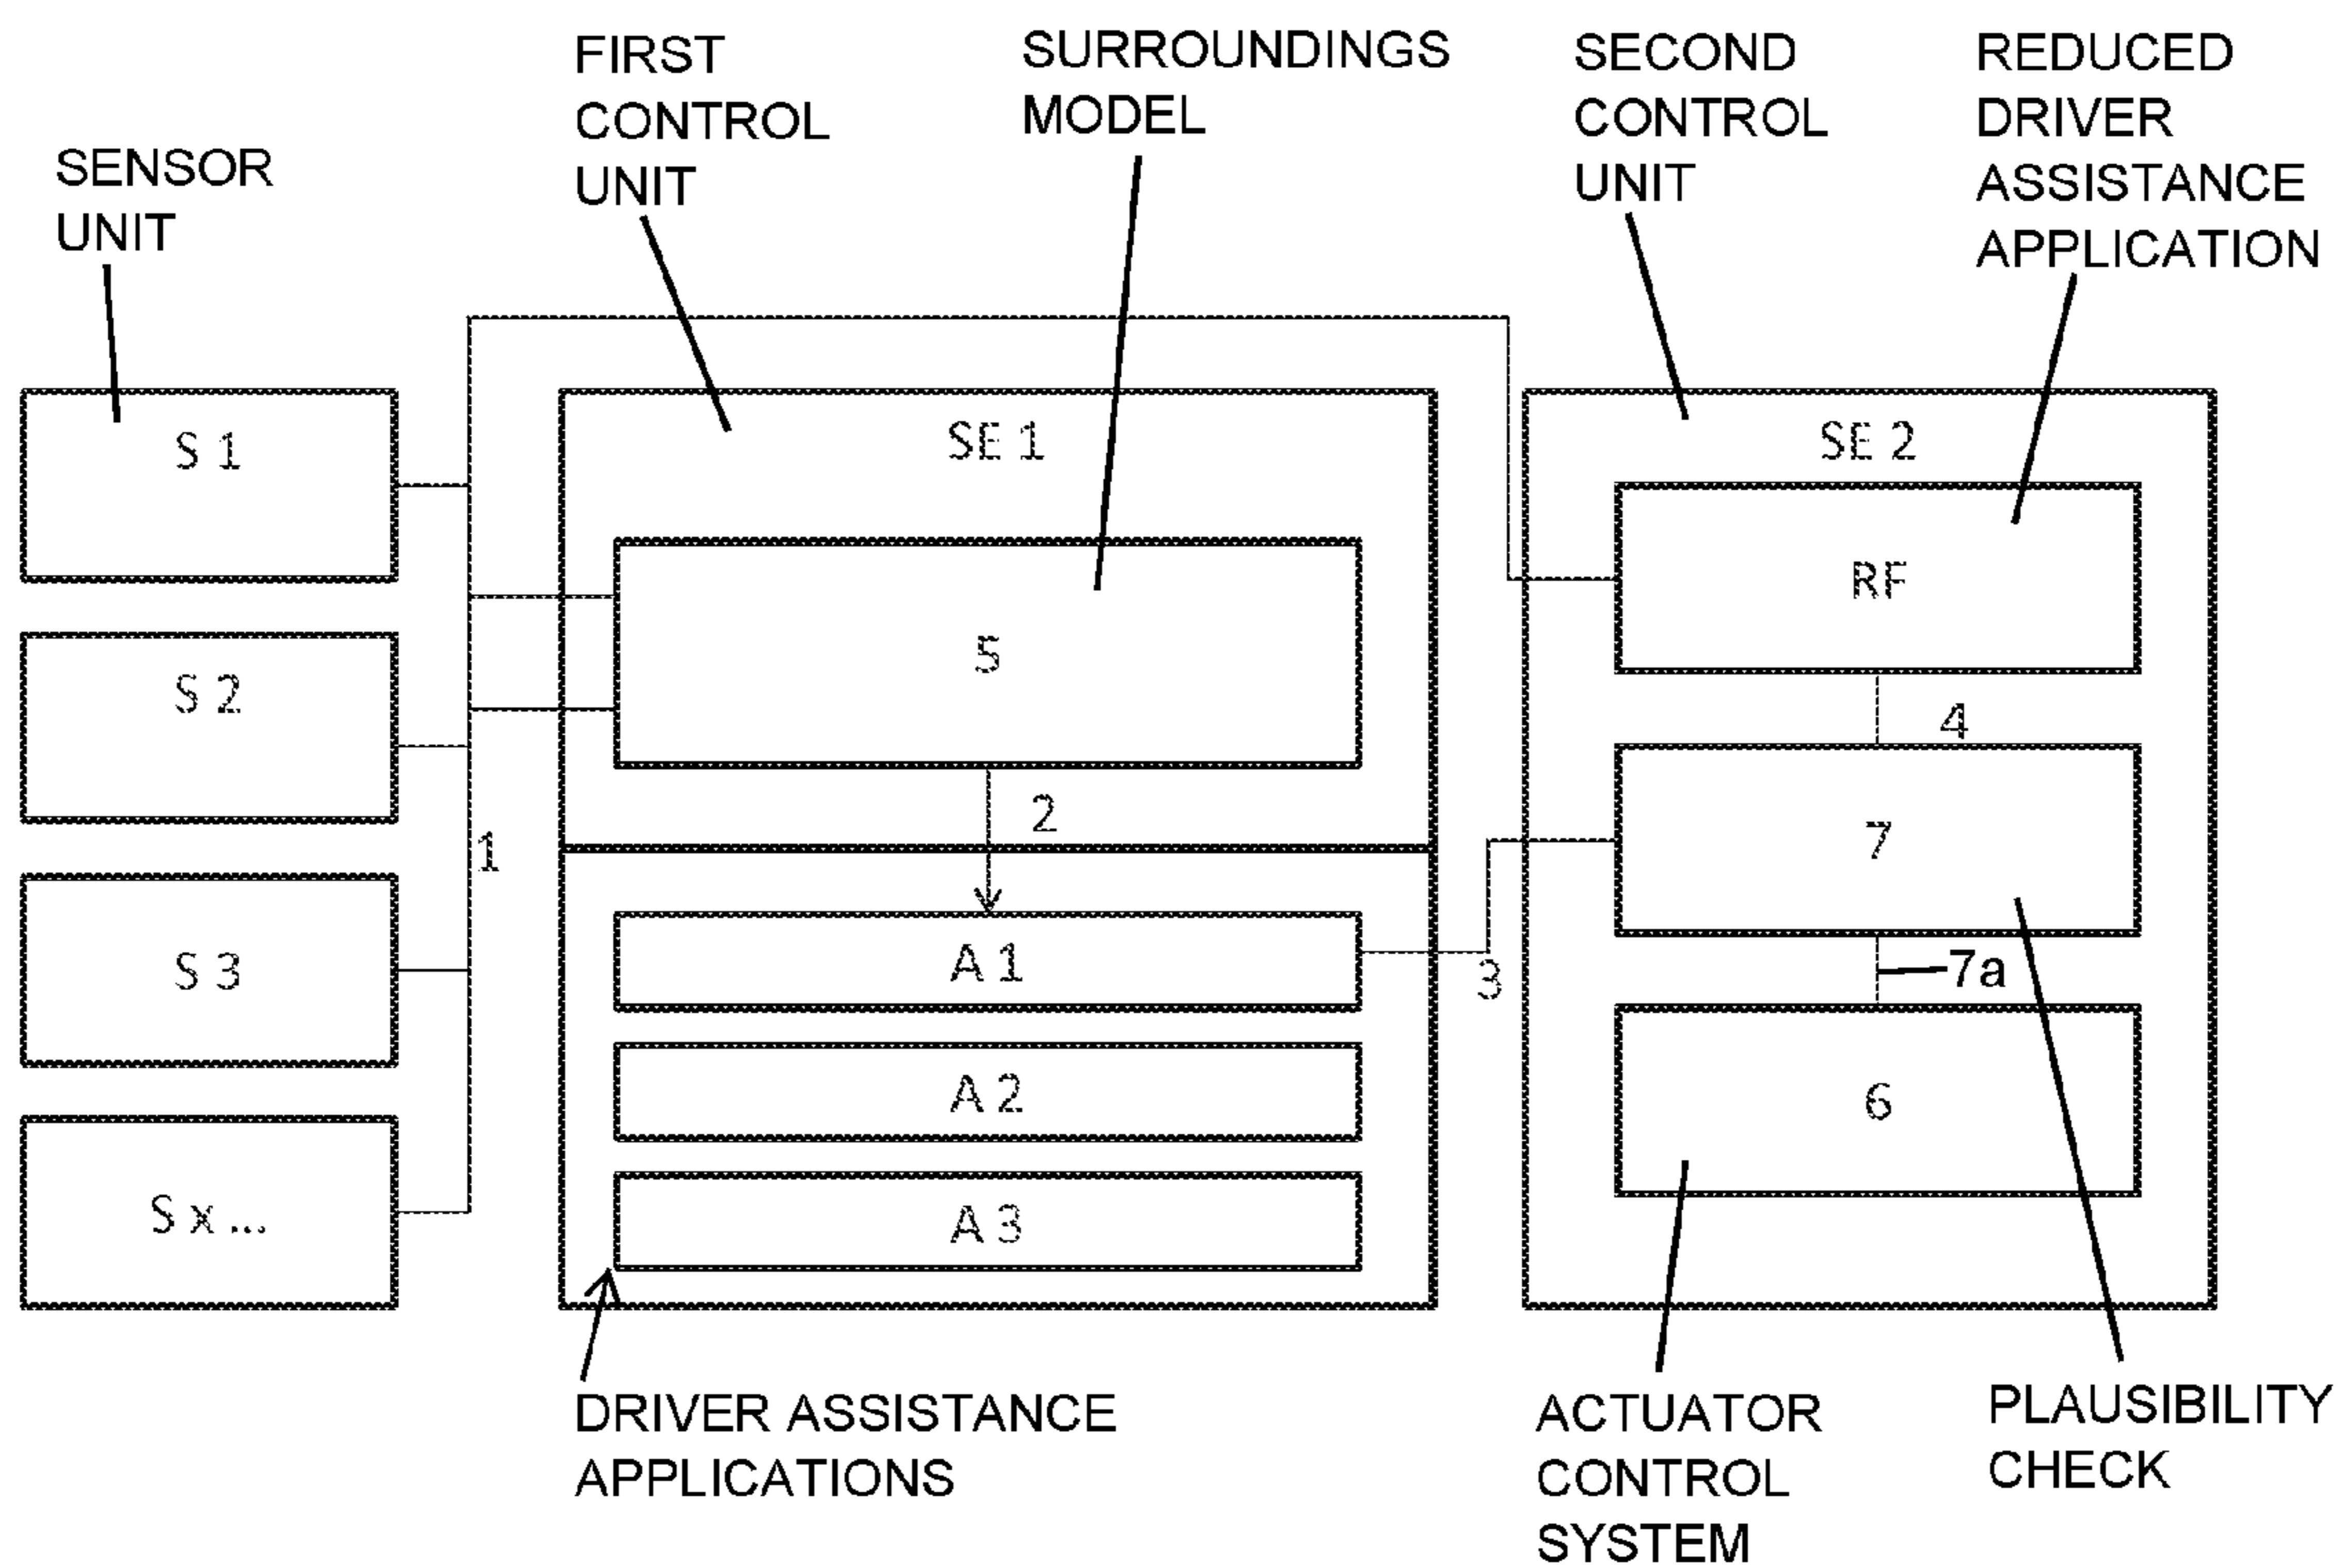 SENSOR
UNIT
FIRST
CONTROL
UNIT
SURROUNDINGS
MODEL
SECOND
CONTROL
UNIT
REDUCED
DRIVER
ASSISTANCE
APPLICATION
S 1
S 2
S 3
S x ...
1
SE 1
5
2
A 1
A 2
A 3
3
SE 2
RF
4
7
7a
6
DRIVER ASSISTANCE
APPLICATIONS
ACTUATOR
CONTROL
SYSTEM
PLAUSIBILITY
CHECK